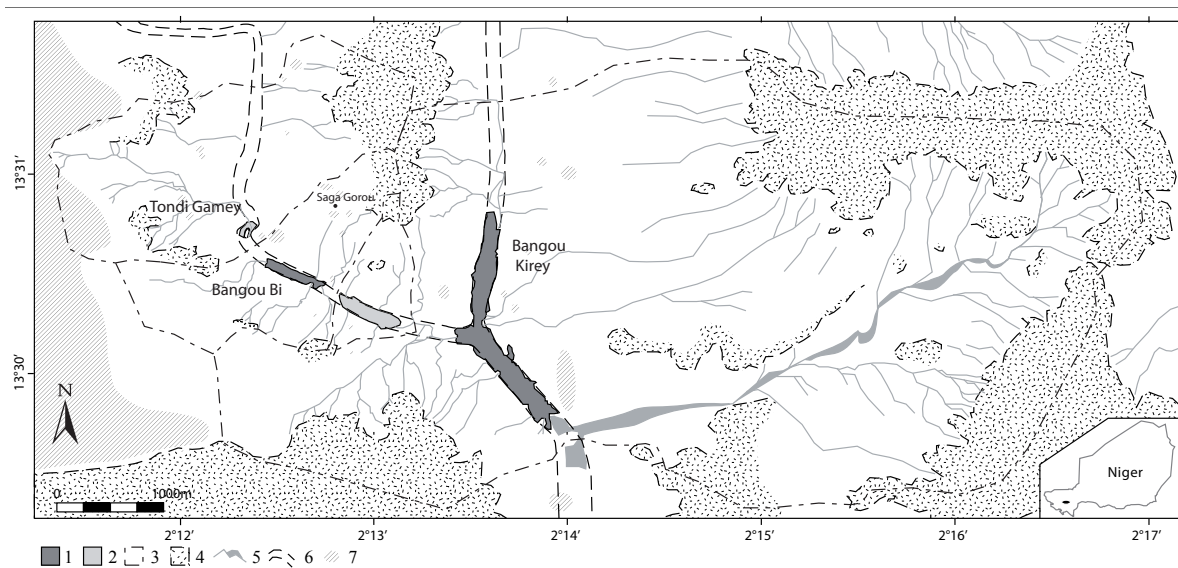 13°31'
13°30'
Tondi Gamey
Saga Gorou
Bangou
Kirey
Bangou Bi
N
0 1000m
Niger
2°12' 2°13' 2°14' 2°15' 2°16' 2°17'
1 2 3 4 5 6 7